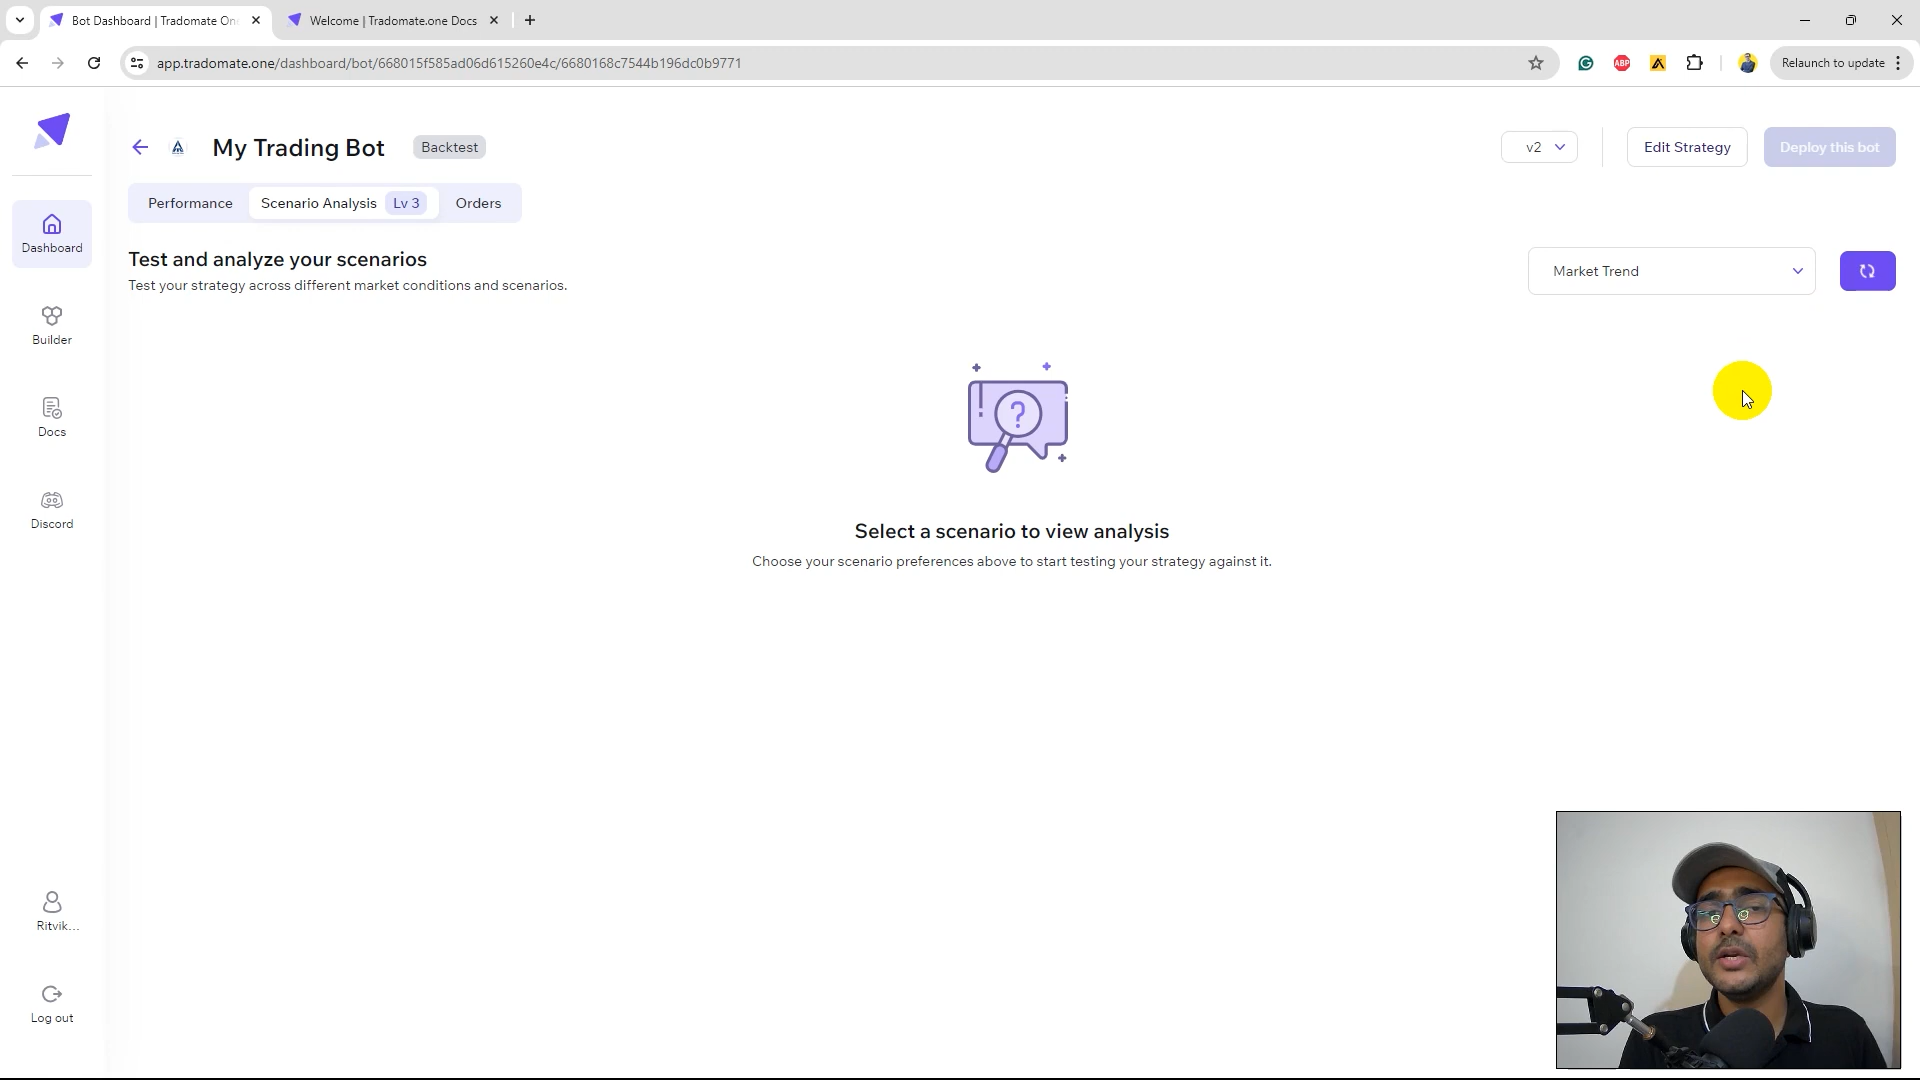 Bot Dashboard | Tradomate On
Welcome | Tradomate.one Docs
app.tradomate.one/dashboard/bot/668015f585ad06d615260e4c/6680168c7544b196dc0b9771
ABP
Relaunch to update
My Trading Bot
Backtest
v2
Edit Strategy
Deploy this bot
Performance
Scenario Analysis
Lv 3
Orders
Test and analyze your scenarios
Test your strategy across different market conditions and scenarios.
Market Trend
Dashboard
Builder
Docs
Discord
Select a scenario to view analysis
Choose your scenario preferences above to start testing your strategy against it.
Ritvik...
Log out